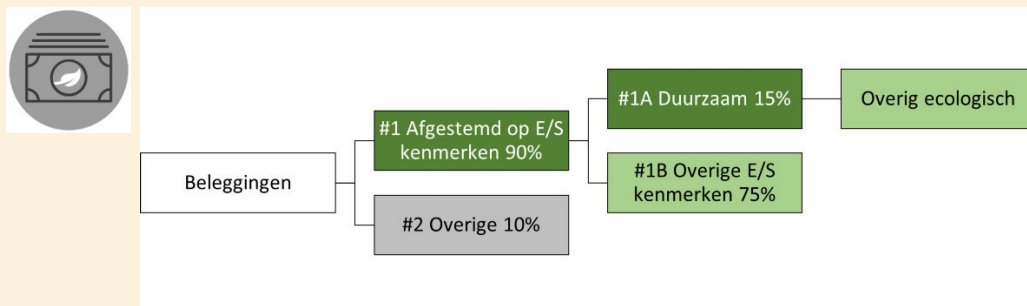 Beleggingen
#1 Afgestemd op E/S
kenmerken 90%
#2 Overige 10%
#1A Duurzaam 15%
#1B Overige E/S
kenmerken 75%
Overig ecologisch